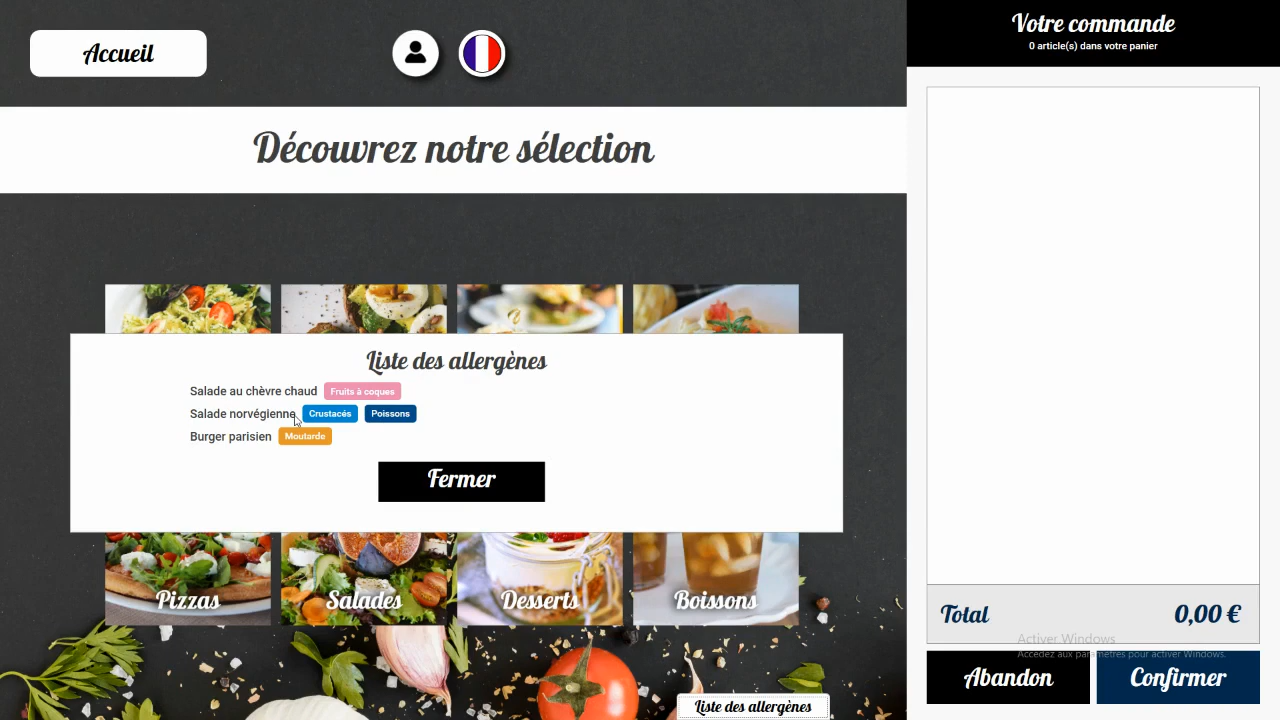 Accueil
Découvrez notre sélection
Liste des allergènes
Salade au chèvre chaud Fruits à coques
Salade norvégienne Crustacés Poissons
Burger parisien Moutarde
Fermer
Pizzas
Salades
Desserts
Boissons
Liste des allergènes
Votre commande
0 article(s) dans votre panier
Total 0,00 €
Activer Windows
Accédez aux paramètres pour activer Windows.
Abandon
Confirmer